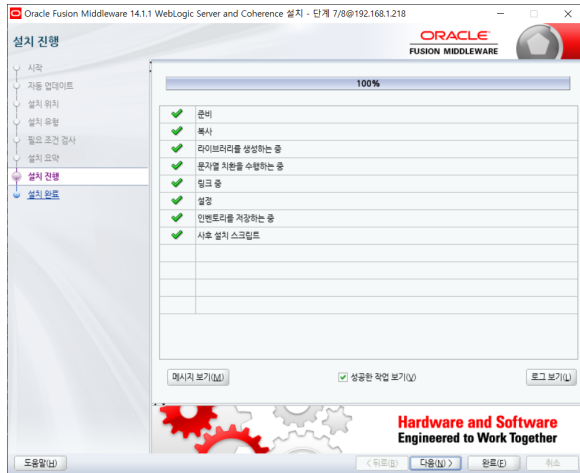 Oracle Fusion Middleware 14.1.1 WebLogic Server and Coherence 설치 - 단계 7/8@192.168.1.218
설치 진행
ORACLE
FUSION MIDDLEWARE
시작
자동 업데이트
설치 위치
설치 유형
필요 조건 검사
설치 요약
설치 진행
설치 완료
100%
준비
복사
라이브러리를 생성하는 중
문자열 치환을 수행하는 중
링크 중
설정
인벤토리를 저장하는 중
사후 설치 스크립트
메시지 보기(M)
성공한 작업 보기(V)
로그 보기(L)
Hardware and Software
Engineered to Work Together
도움말(H)
< 뒤로(B)
다음(N) >
완료(F)
취소